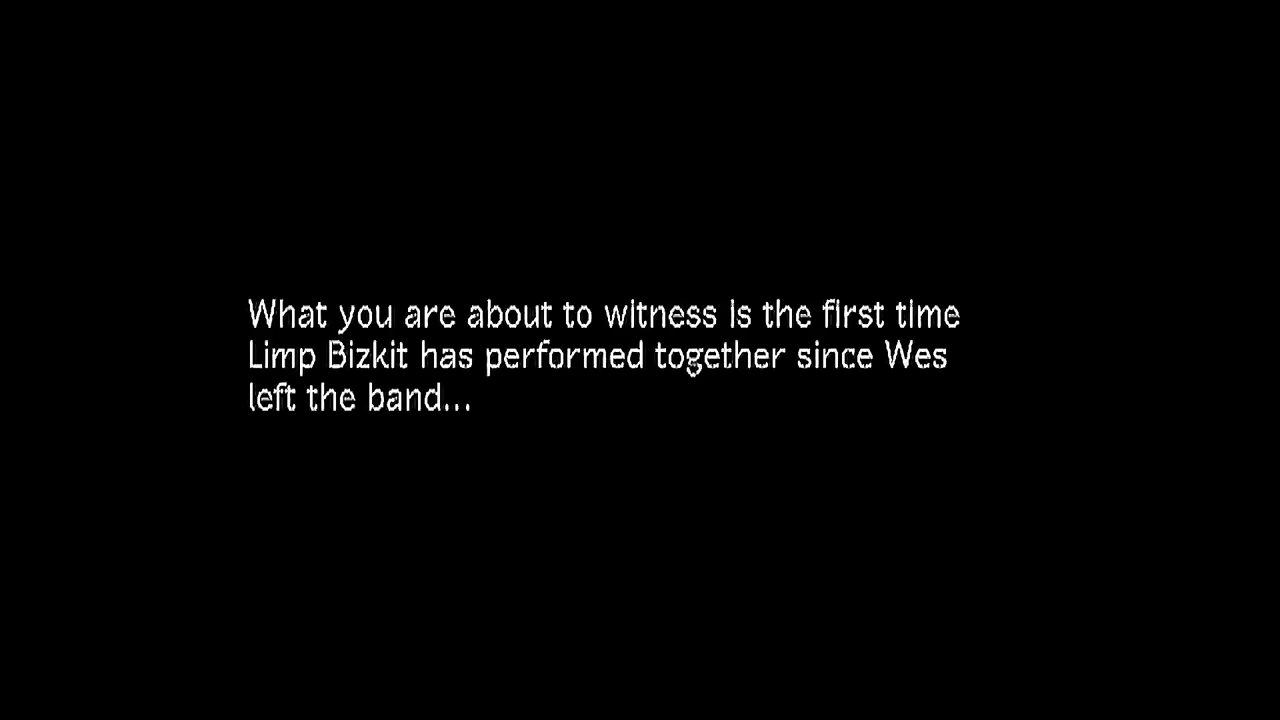 What you are about to witness is the first time
Limp Bizkit has performed together since Wes
left the band...